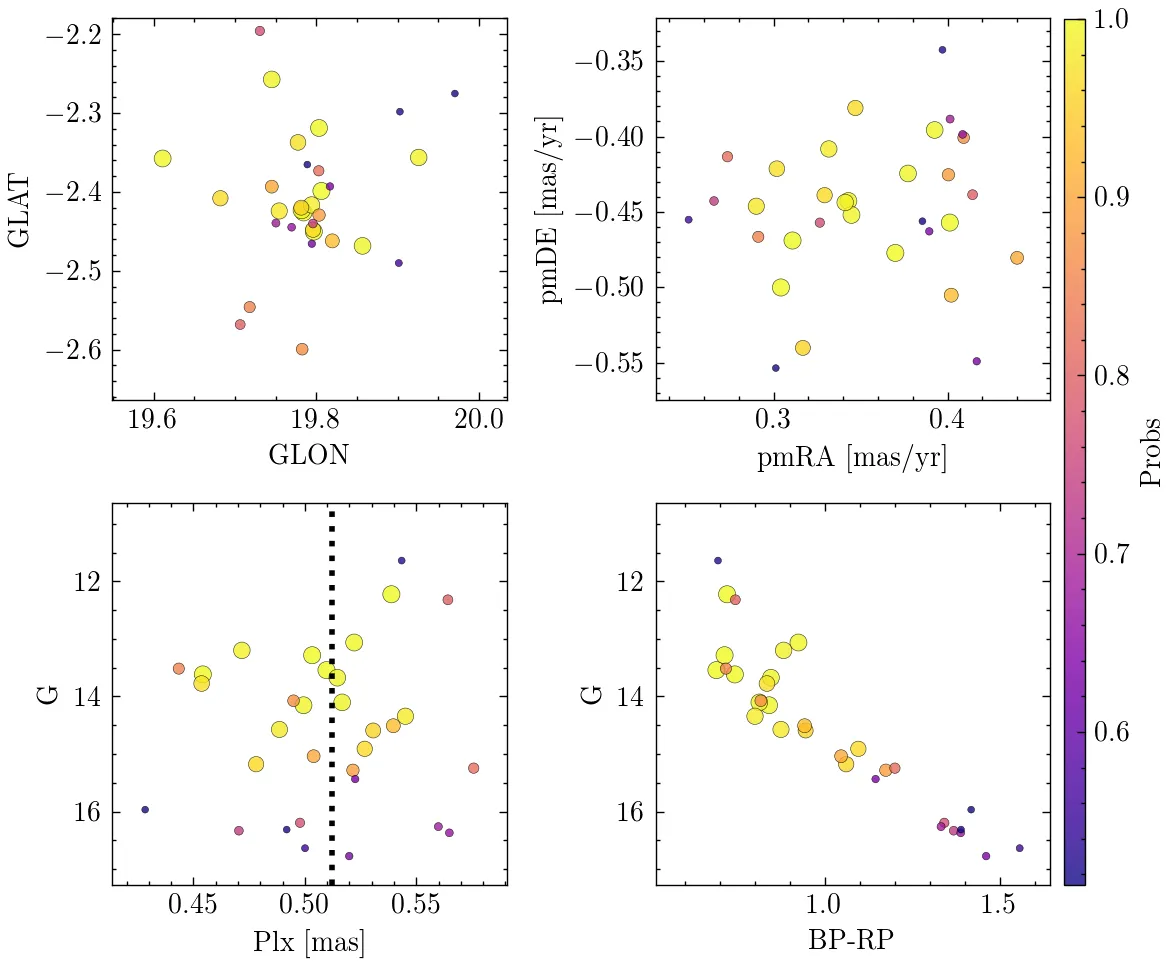 −2.2
−2.3
−2.4
−2.5
−2.6
GLAT
19.6 19.8 20.0
GLON
−0.35
−0.40
−0.45
−0.50
−0.55
pmDE [mas/yr]
0.3 0.4
pmRA [mas/yr]
1.0
0.9
0.8
0.7
0.6
Probs
12
14
16
G
0.45 0.50 0.55
Plx [mas]
12
14
16
G
1.0 1.5
BP-RP